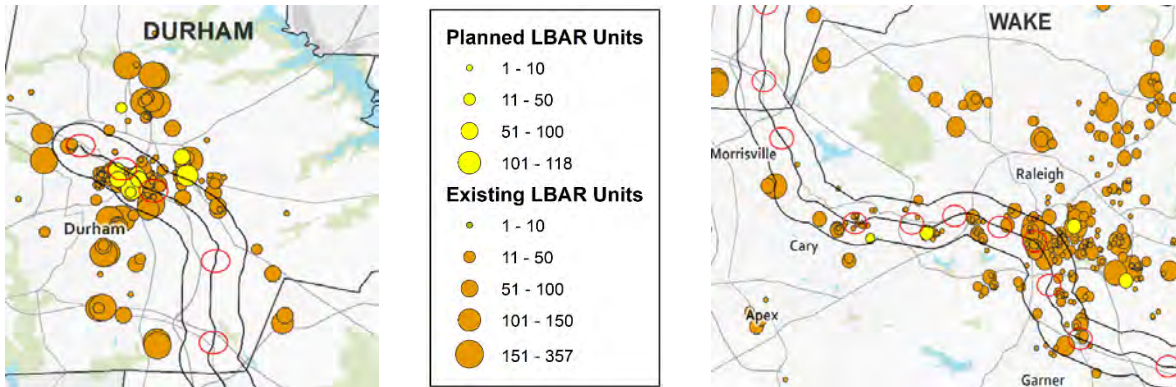 DURHAM
Durham
Planned LBAR Units
1 - 10
11 - 50
51 - 100
101 - 118
Existing LBAR Units
1 - 10
11 - 50
51 - 100
101 - 150
151 - 357
WAKE
Morrisville
Raleigh
Cary
Apex
Garner